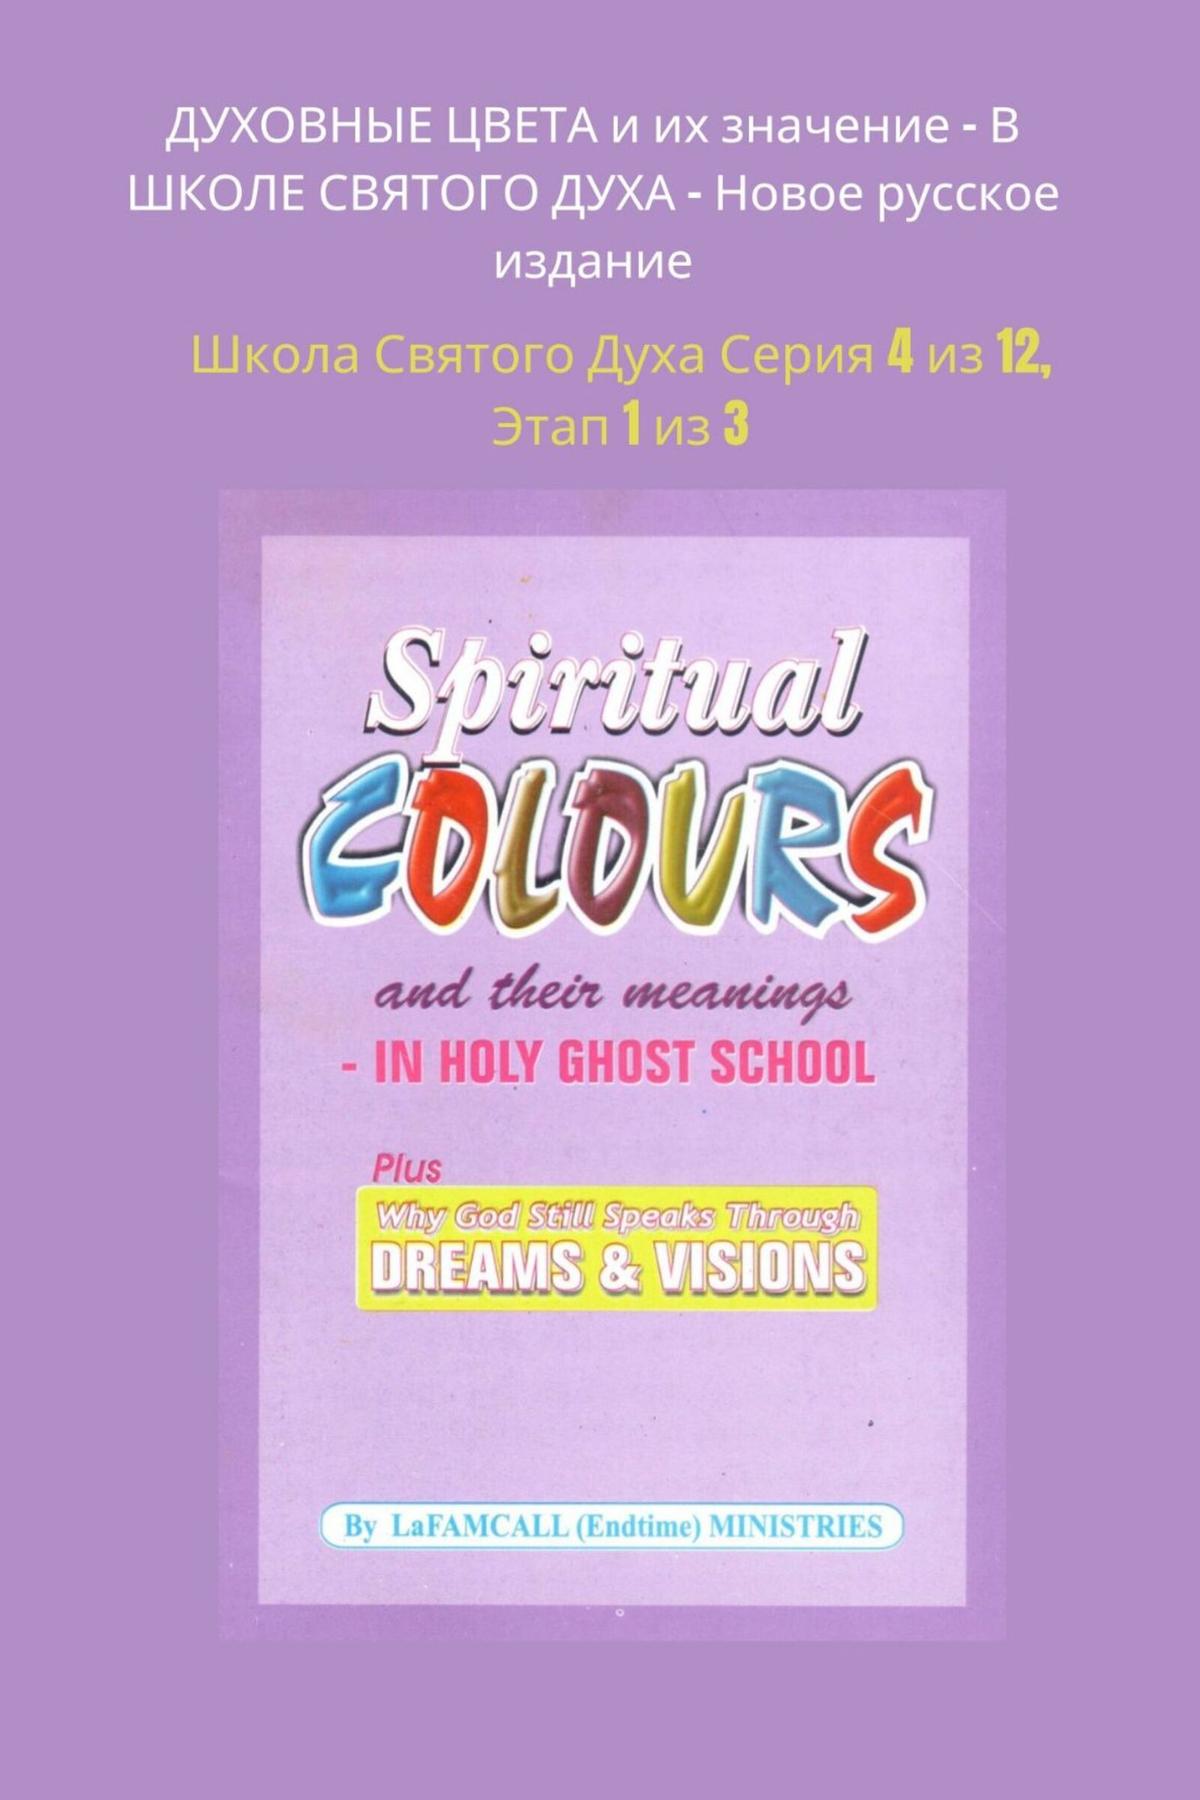 ДУХОВНЫЕ ЦВЕТА и их значение - В
ШКОЛЕ СВЯТОГО ДУХА - Новое русское
издание
Школа Святого Духа Серия 4 из 12,
Этап 1 из 3
Spiritual
COLOURS
and their meanings
- IN HOLY GHOST SCHOOL
Plus
Why God Still Speaks Through
DREAMS & VISIONS
By LaFAMCALL (Endtime) MINISTRIES